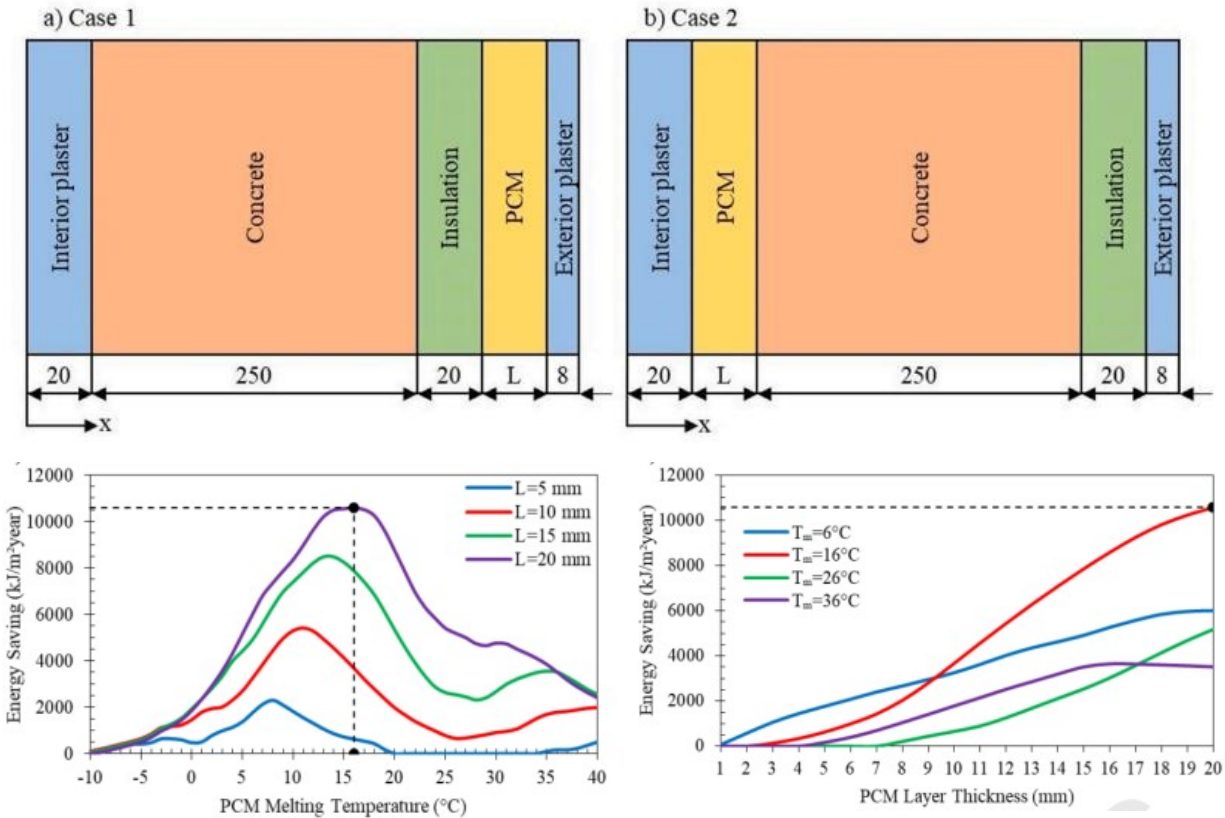 a) Case 1
Interior plaster
Concrete
Insulation
PCM
Exterior plaster
20
250
20
L
8
x
b) Case 2
Interior plaster
PCM
Concrete
Insulation
Exterior plaster
20
L
250
20
8
x
12000
10000
8000
6000
4000
2000
0
Energy Saving (kJ/m²year)
L=5 mm
L=10 mm
L=15 mm
L=20 mm
-10 -5 0 5 10 15 20 25 30 35 40
PCM Melting Temperature (°C)
12000
10000
8000
6000
4000
2000
0
Energy Saving (kJ/m²year)
Tₘ=6°C
Tₘ=16°C
Tₘ=26°C
Tₘ=36°C
1 2 3 4 5 6 7 8 9 10 11 12 13 14 15 16 17 18 19 20
PCM Layer Thickness (mm)